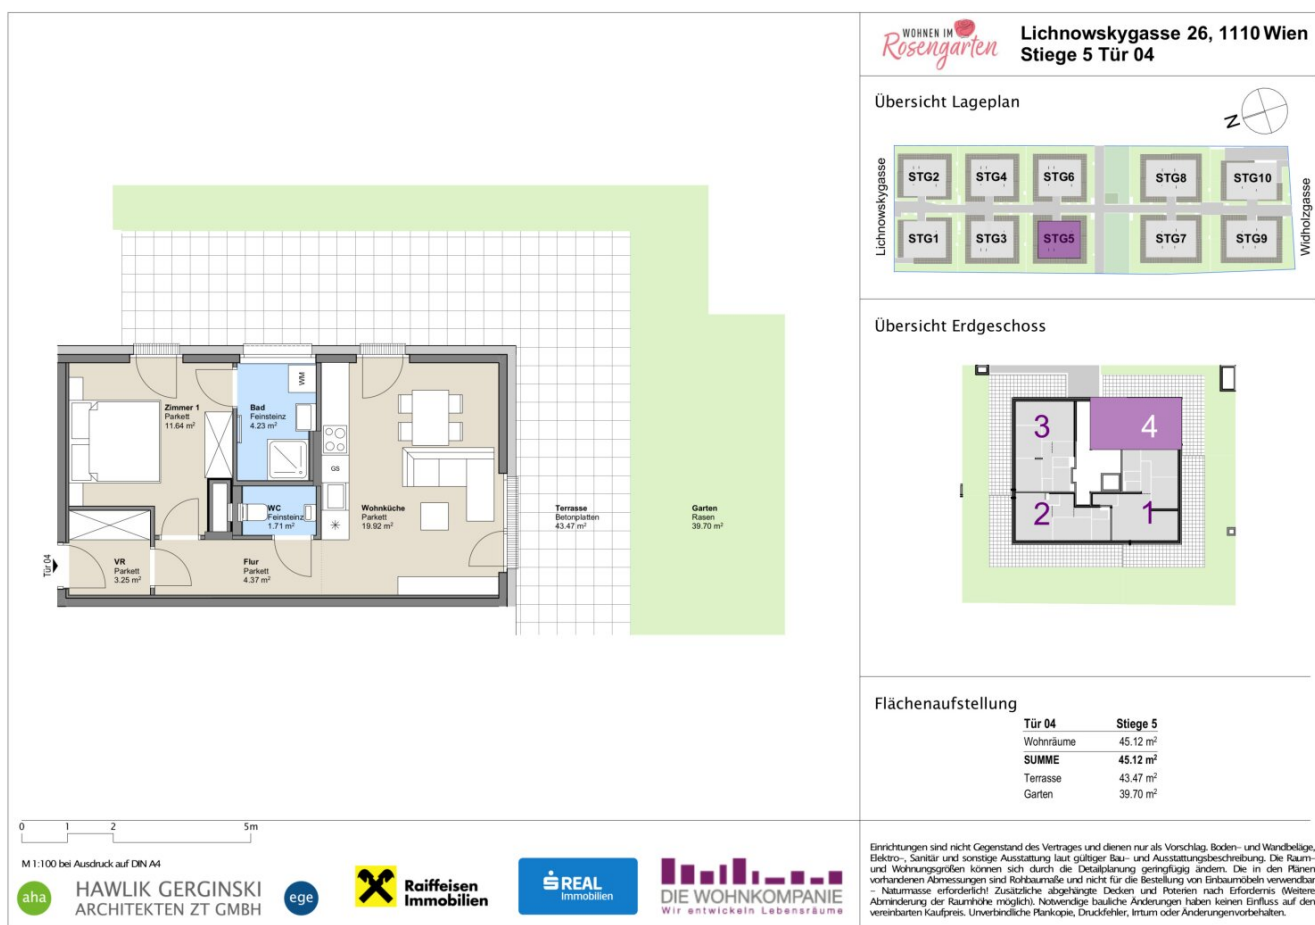 WOHNEN IM
Rosengarten
Lichnowskygasse 26, 1110 Wien
Stiege 5 Tür 04
Übersicht Lageplan
N
Lichnowskygasse
STG2
STG4
STG6
STG8
STG10
STG1
STG3
STG5
STG7
STG9
Widholzgasse
Übersicht Erdgeschoss
3
4
2
1
Zimmer 1
Parkett
11.64 m²
Bad
Feinsteinz
4.23 m²
WM
GS
WC
Feinsteinz
1.71 m²
Wohnküche
Parkett
19.92 m²
Terrasse
Betonplatten
43.47 m²
Garten
Rasen
39.70 m²
Tür 04
VR
Parkett
3.25 m²
Flur
Parkett
4.37 m²
Flächenaufstellung
Tür 04 Stiege 5
Wohnräume 45.12 m²
SUMME 45.12 m²
Terrasse 43.47 m²
Garten 39.70 m²
0 1 2 5m
M 1:100 bei Ausdruck auf DIN A4
aha
HAWLIK GERGINSKI
ARCHITEKTEN ZT GMBH
ege
Raiffeisen
Immobilien
S REAL
Immobilien
DIE WOHNKOMPANIE
Wir entwickeln Lebensräume
Einrichtungen sind nicht Gegenstand des Vertrages und dienen nur als Vorschlag. Boden- und Wandbeläge,
Elektro-, Sanitär und sonstige Ausstattung laut gültiger Bau- und Ausstattungsbeschreibung. Die Raum-
und Wohnungsgrößen können sich durch die Detailplanung geringfügig ändern. Die in den Plänen
vorhandenen Abmessungen sind Rohbaumaße und nicht für die Bestellung von Einbaumöbeln verwendbar
- Naturmasse erforderlich! Zusätzliche abgehängte Decken und Poterien nach Erfordernis (Weitere
Abminderung der Raumhöhe möglich). Notwendige bauliche Änderungen haben keinen Einfluss auf den
vereinbarten Kaufpreis. Unverbindliche Plankopie, Druckfehler, Irrtum oder Änderungenvorbehalten.